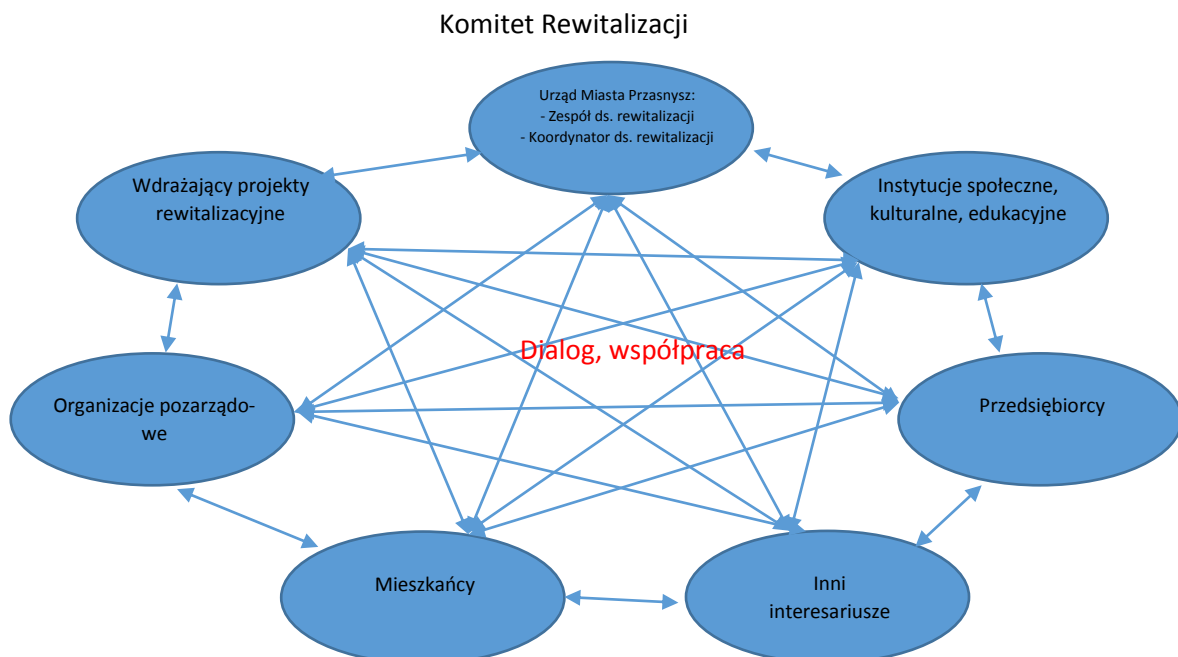 Komitet Rewitalizacji
Urząd Miasta Przasnysz:
- Zespół ds. rewitalizacji
- Koordynator ds. rewitalizacji
Wdrażający projekty
rewitalizacyjne
Instytucje społeczne,
kulturalne, edukacyjne
Dialog, współpraca
Organizacje pozarządo-
we
Przedsiębiorcy
Mieszkańcy
Inni
interesariusze